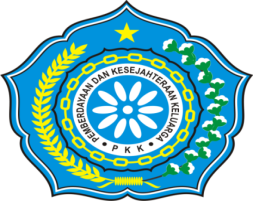 PEMBERDAYAAN DAN KESEJAHTERAAN KELUARGA
• P K K •